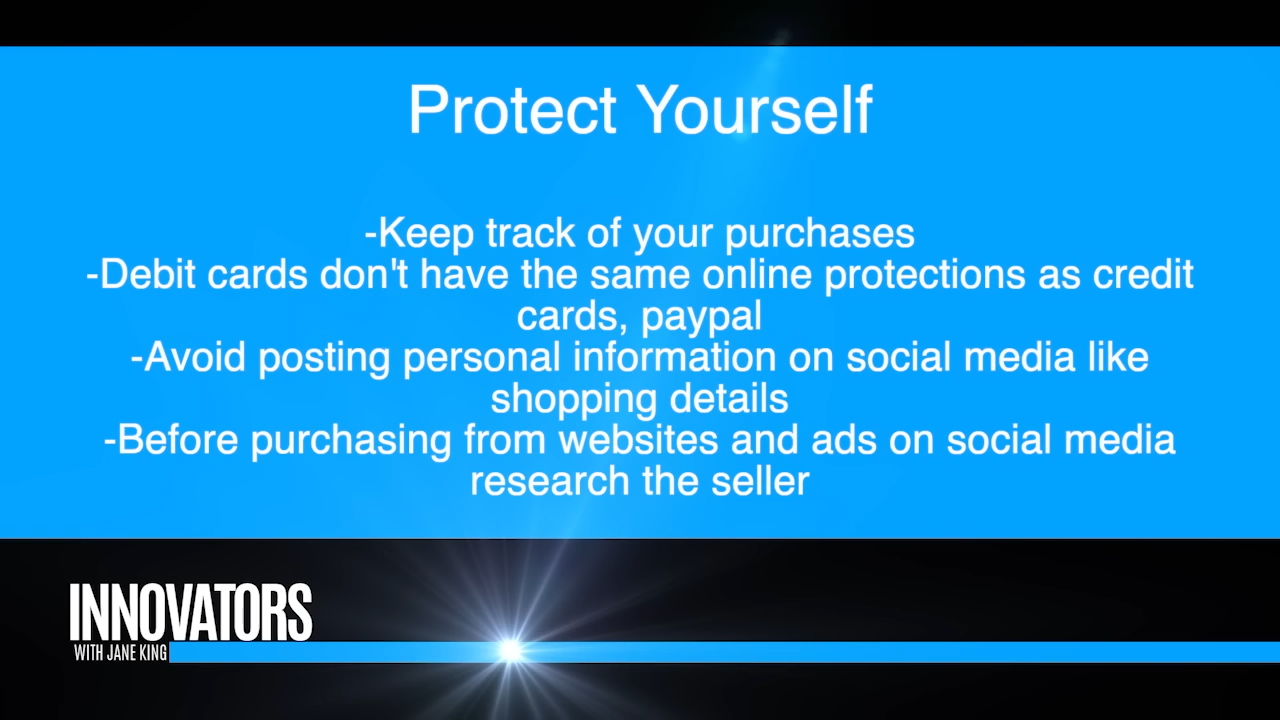 Protect Yourself
-Keep track of your purchases
-Debit cards don't have the same online protections as credit
cards, paypal
-Avoid posting personal information on social media like
shopping details
-Before purchasing from websites and ads on social media
research the seller
INNOVATORS
WITH JANE KING